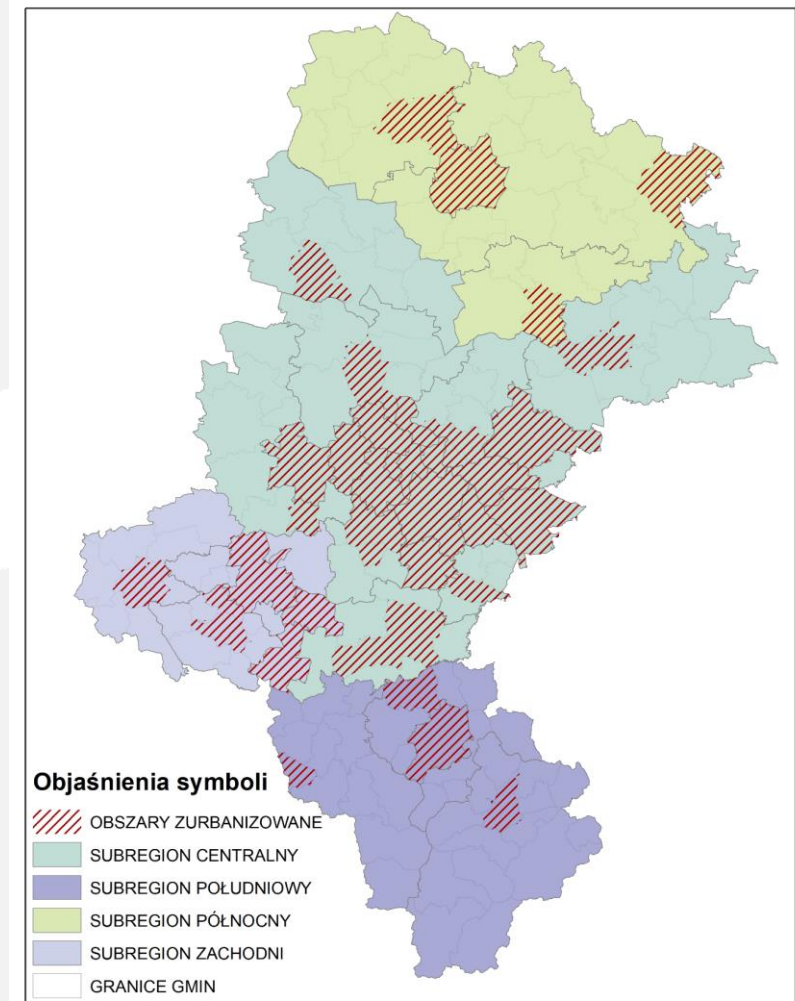 Objaśnienia symboli
OBSZARY ZURBANIZOWANE
SUBREGION CENTRALNY
SUBREGION POŁUDNIOWY
SUBREGION PÓŁNOCNY
SUBREGION ZACHODNI
GRANICE GMIN